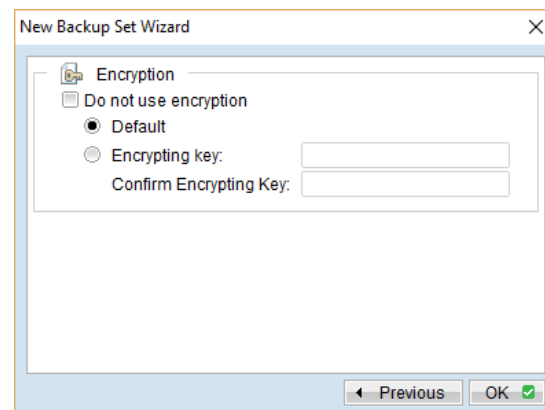 New Backup Set Wizard
Encryption
Do not use encryption
Default
Encrypting key:
Confirm Encrypting Key:
Previous OK